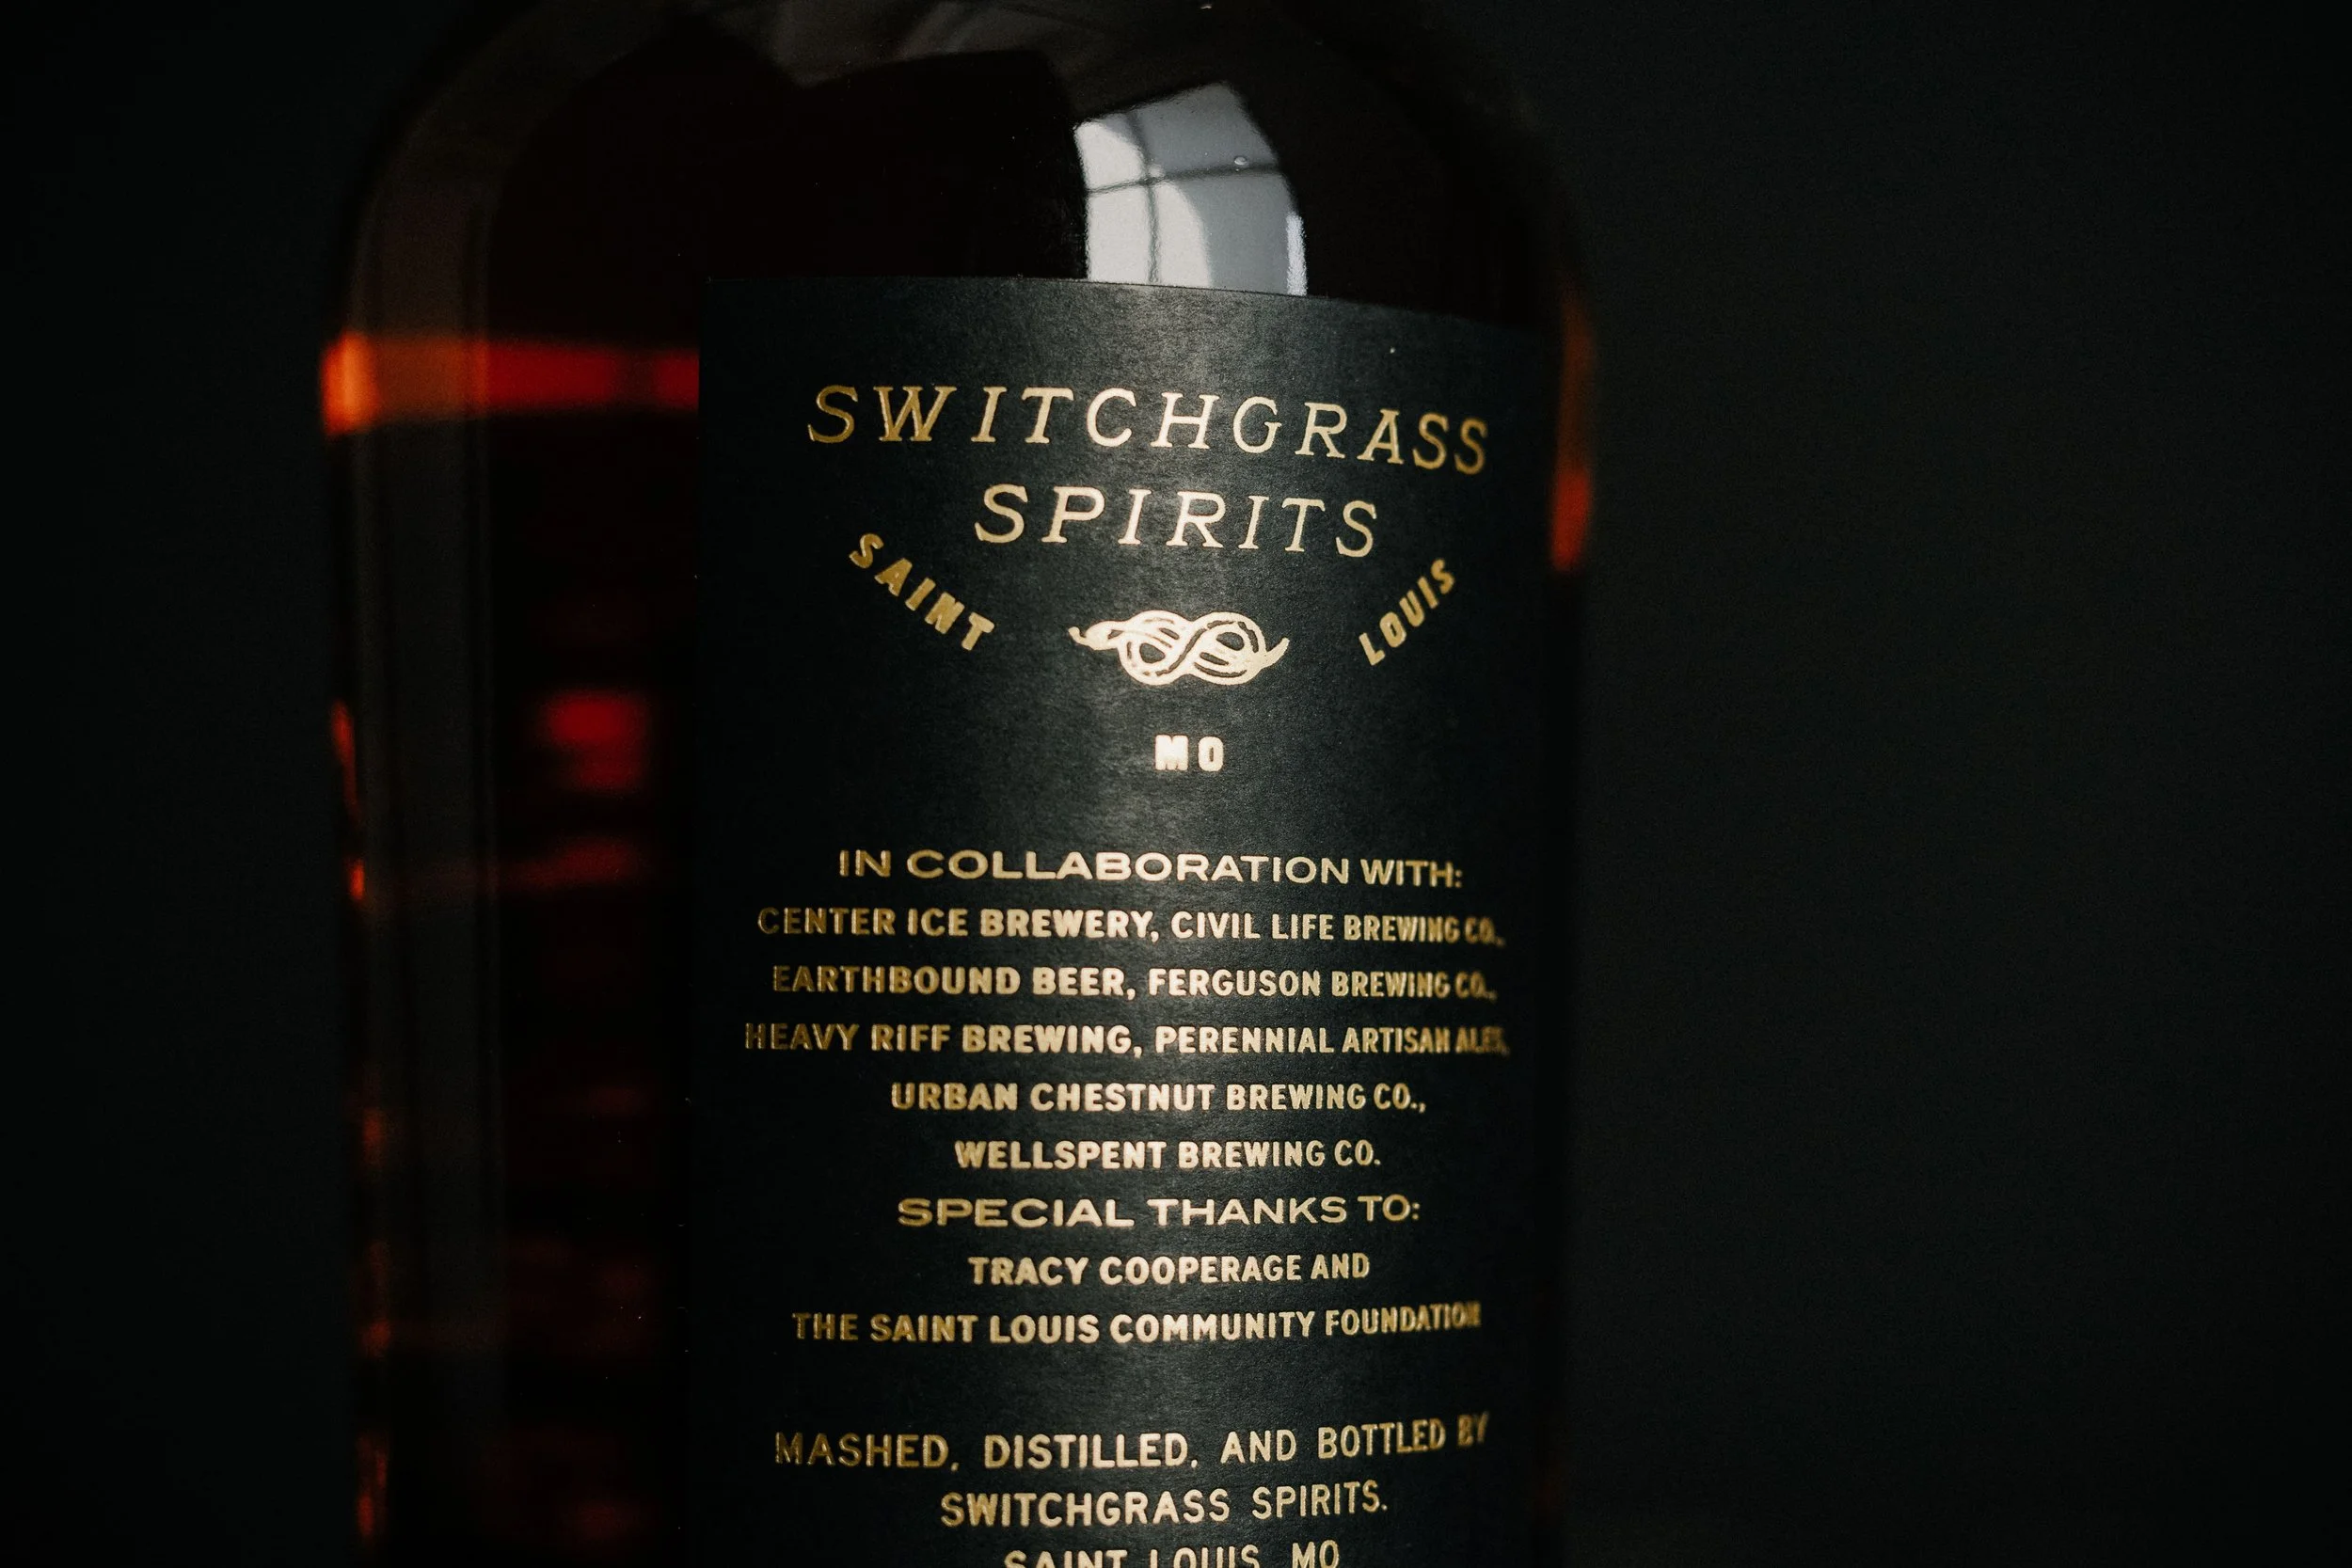 SWITCHGRASS
SPIRITS
SAINT LOUIS
MO
IN COLLABORATION WITH:
CENTER ICE BREWERY, CIVIL LIFE BREWING CO.,
EARTHBOUND BEER, FERGUSON BREWING CO.,
HEAVY RIFF BREWING, PERENNIAL ARTISAN ALES,
URBAN CHESTNUT BREWING CO.,
WELLSPENT BREWING CO.
SPECIAL THANKS TO:
TRACY COOPERAGE AND
THE SAINT LOUIS COMMUNITY FOUNDATION
MASHED, DISTILLED, AND BOTTLED BY
SWITCHGRASS SPIRITS.
SAINT LOUIS, MO